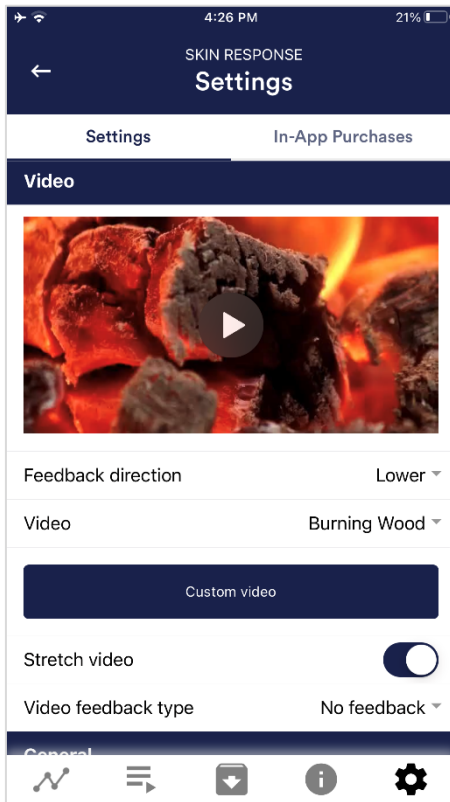 4:26 PM
21%
SKIN RESPONSE
Settings
Settings
In-App Purchases
Video
Feedback direction
Lower
Video
Burning Wood
Custom video
Stretch video
Video feedback type
No feedback
General